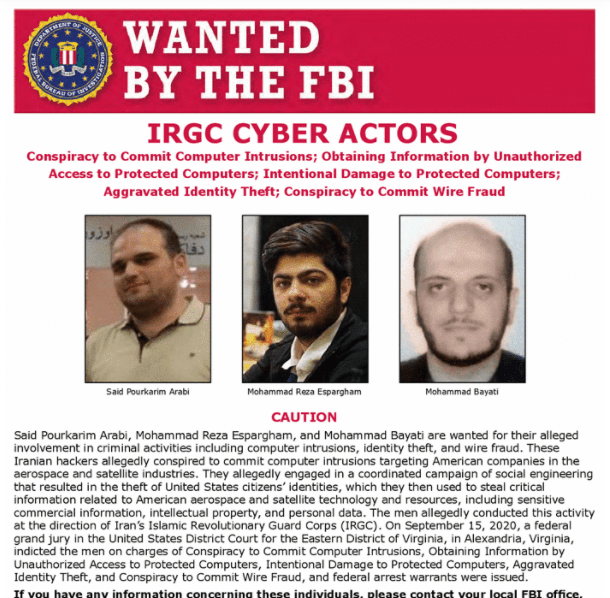 WANTED
BY THE FBI
IRGC CYBER ACTORS
Conspiracy to Commit Computer Intrusions; Obtaining Information by Unauthorized
Access to Protected Computers; Intentional Damage to Protected Computers;
Aggravated Identity Theft; Conspiracy to Commit Wire Fraud
Said Pourkarim Arabi
Mohammad Reza Espargham
Mohammad Bayati
CAUTION
Said Pourkarim Arabi, Mohammad Reza Espargham, and Mohammad Bayati are wanted for their alleged
involvement in criminal activities including computer intrusions, identity theft, and wire fraud. These
Iranian hackers allegedly conspired to commit computer intrusions targeting American companies in the
aerospace and satellite industries. They allegedly engaged in a coordinated campaign of social engineering
that resulted in the theft of United States citizens' identities, which they then used to steal critical
information related to American aerospace and satellite technology and resources, including sensitive
commercial information, intellectual property, and personal data. The men allegedly conducted this activity
at the direction of Iran's Islamic Revolutionary Guard Corps (IRGC). On September 15, 2020, a federal
grand jury in the United States District Court for the Eastern District of Virginia, in Alexandria, Virginia,
indicted the men on charges of Conspiracy to Commit Computer Intrusions, Obtaining Information by
Unauthorized Access to Protected Computers, Intentional Damage to Protected Computers, Aggravated
Identity Theft, and Conspiracy to Commit Wire Fraud, and federal arrest warrants were issued.
If you have any information concerning these individuals, please contact your local FBI office,